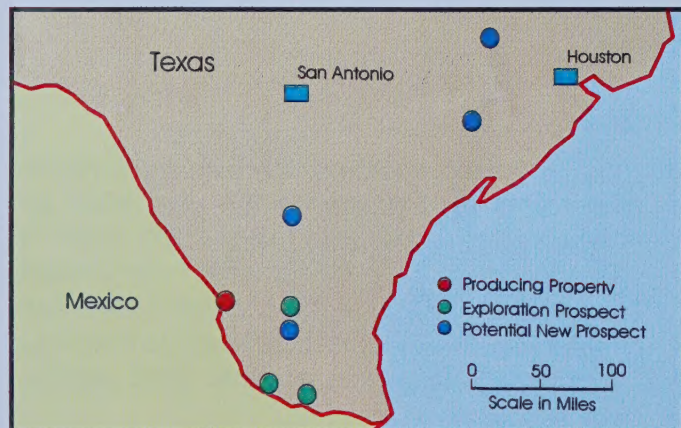 Texas
San Antonio
Houston
Mexico
Producing Property
Exploration Prospect
Potential New Prospect
0 50 100
Scale in Miles